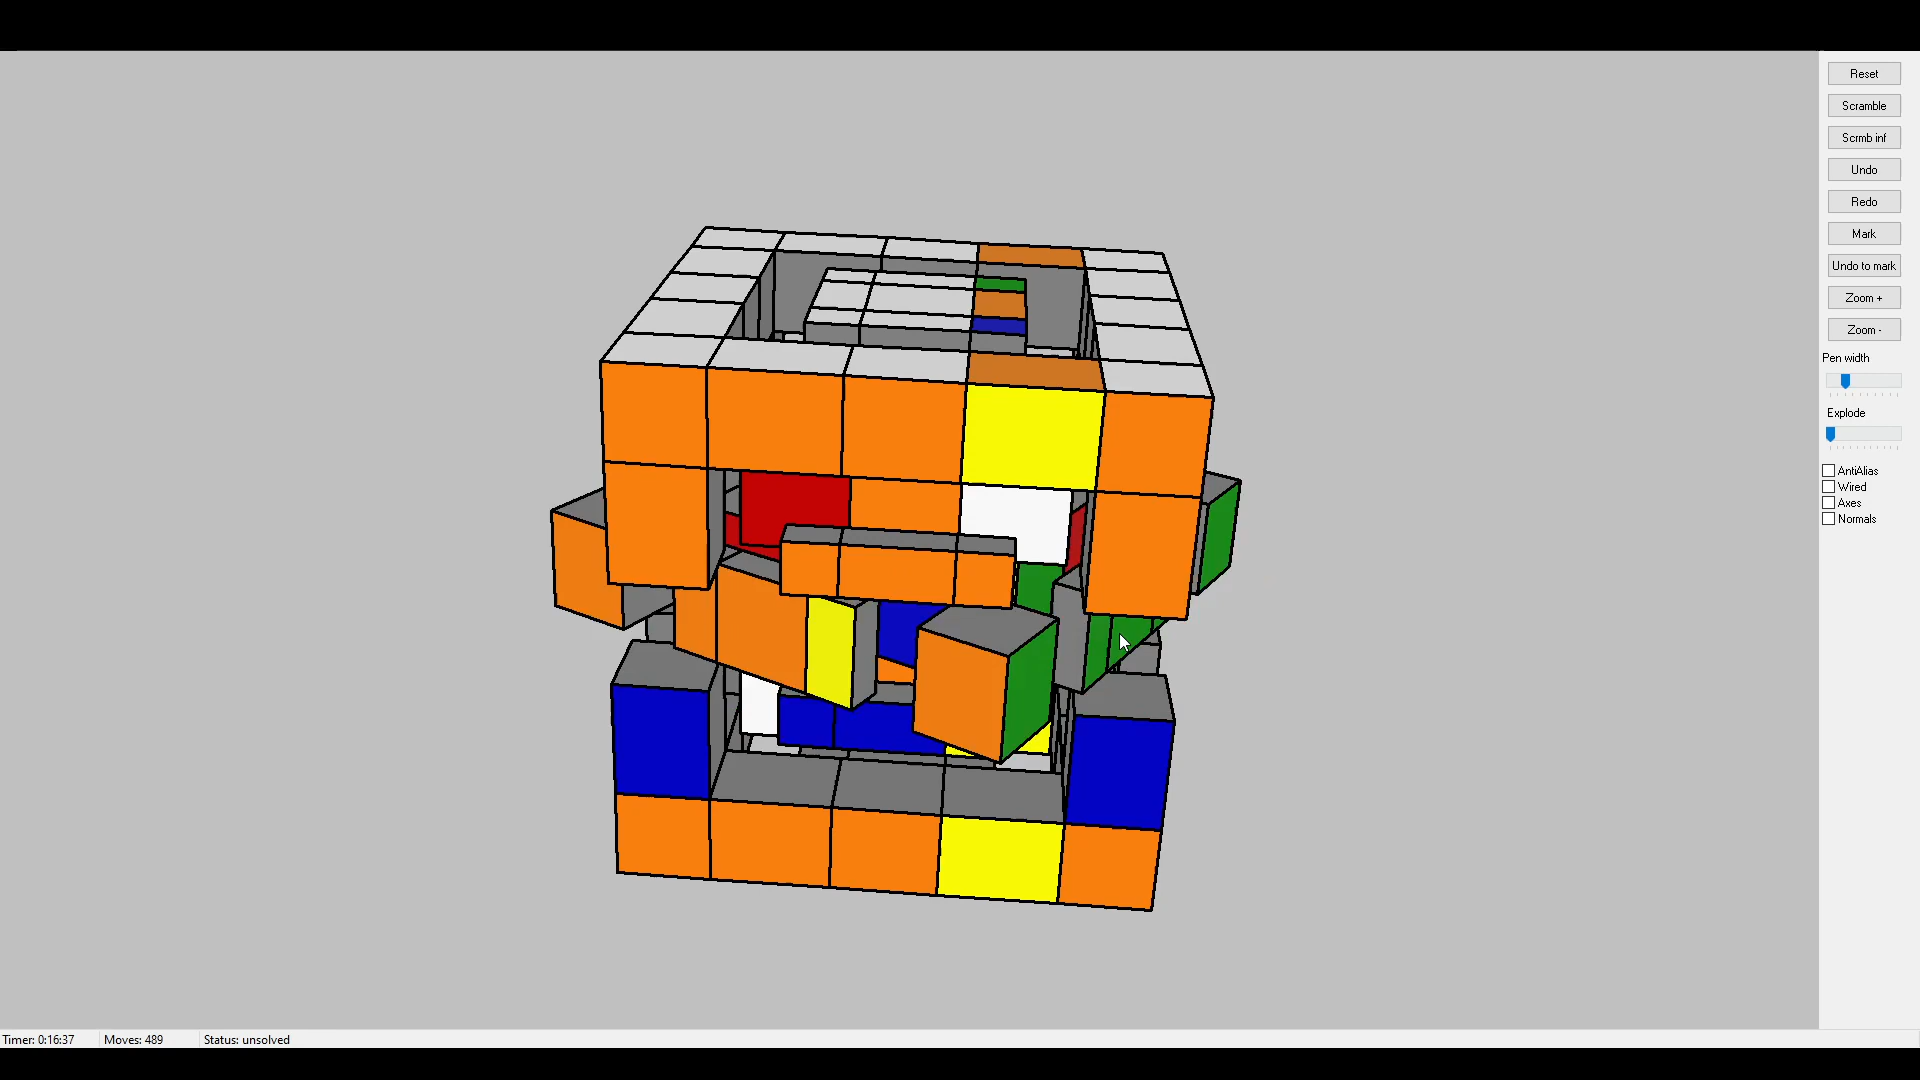 Reset
Scramble
Scrmb inf
Undo
Redo
Mark
Undo to mark
Zoom +
Zoom -
Pen width
Explode
AntiAlias
Wired
Axes
Normals
Timer: 0:16:37 Moves: 489 Status: unsolved